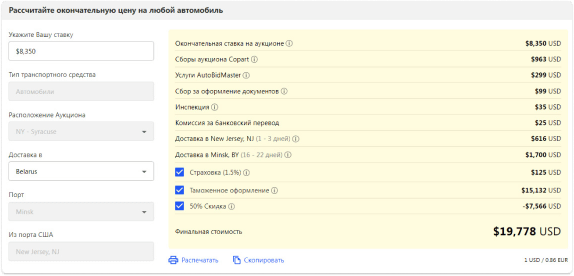 Рассчитайте окончательную цену на любой автомобиль
Укажите Вашу ставку
$8,350
Тип транспортного средства
Автомобили
Расположение Аукциона
NY - Syracuse
Доставка в
Belarus
Порт
Minsk
Из порта США
New Jersey, NJ
Окончательная ставка на аукционе $8,350 USD
Сборы аукциона Copart $963 USD
Услуги AutoBidMaster $299 USD
Сбор за оформление документов $99 USD
Инспекция $35 USD
Комиссия за банковский перевод $25 USD
Доставка в New Jersey, NJ (1 - 3 дней) $616 USD
Доставка в Minsk, BY (16 - 22 дней) $1,700 USD
Страховка (1.5%) $125 USD
Таможенное оформление $15,132 USD
50% Скидка -$7,566 USD
Финальная стоимость $19,778 USD
Распечатать Скопировать 1 USD / 0.86 EUR